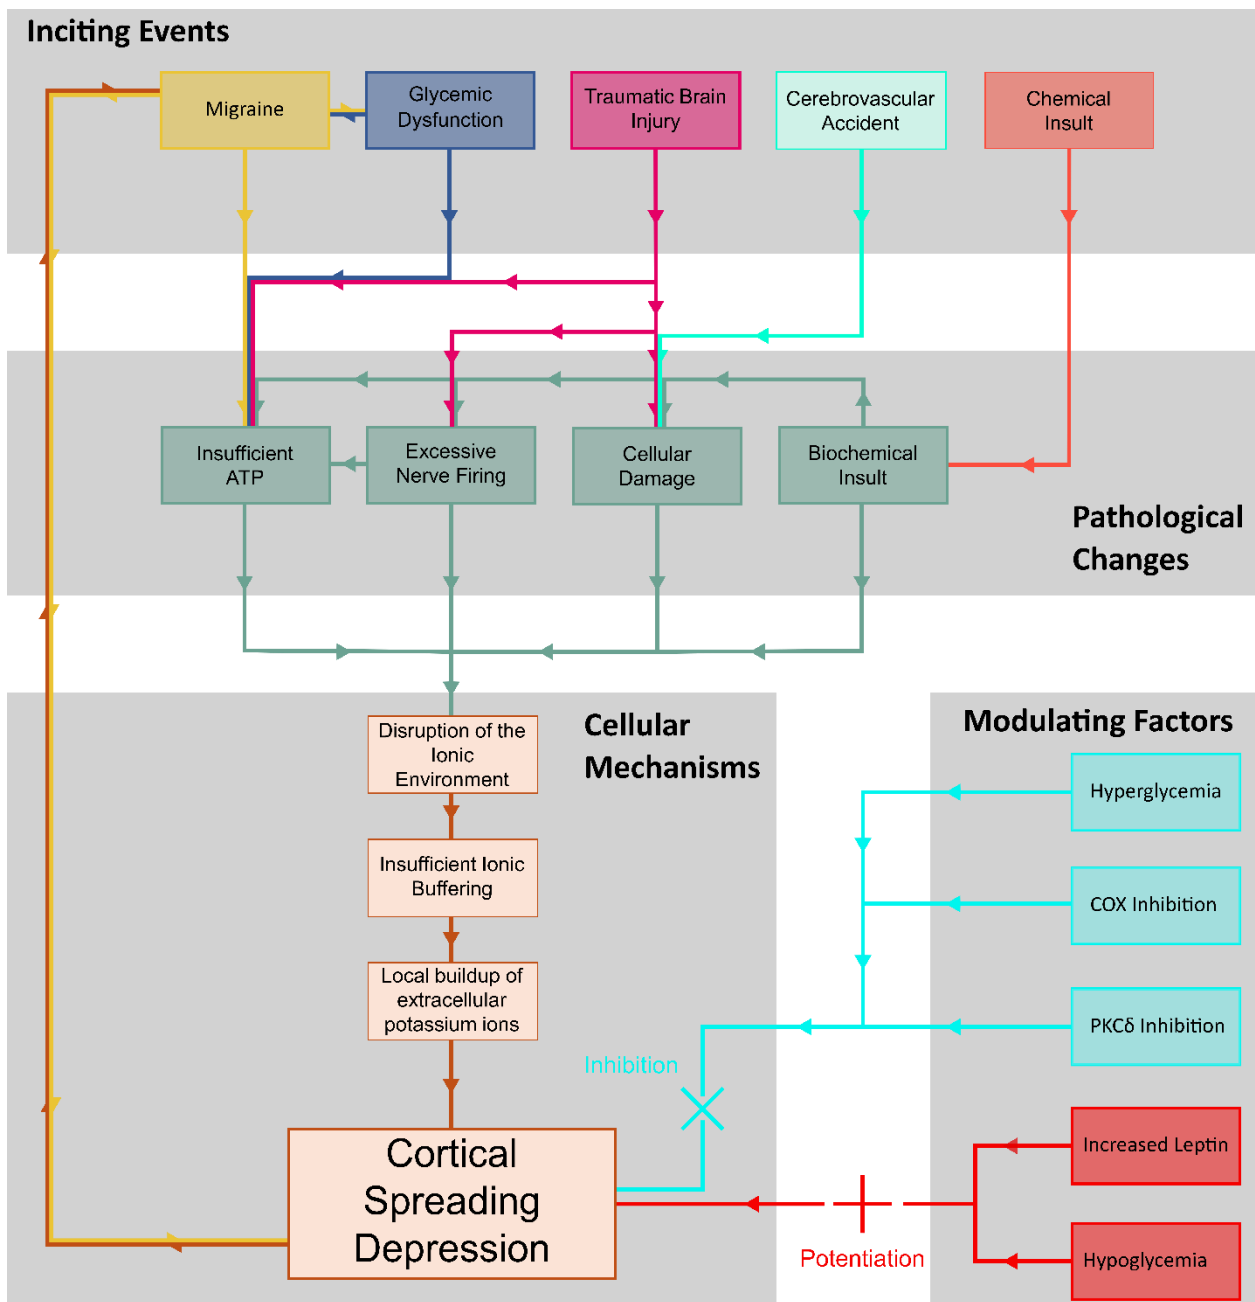 Inciting Events
Migraine
Glycemic
Dysfunction
Traumatic Brain
Injury
Cerebrovascular
Accident
Chemical
Insult
Insufficient
ATP
Excessive
Nerve Firing
Cellular
Damage
Biochemical
Insult
Pathological
Changes
Disruption of the
Ionic
Environment
Cellular
Mechanisms
Insufficient Ionic
Buffering
Local buildup of
extracellular
potassium ions
Cortical
Spreading
Depression
Modulating Factors
Hyperglycemia
COX Inhibition
PKCδ Inhibition
Inhibition
Increased Leptin
Potentiation
Hypoglycemia